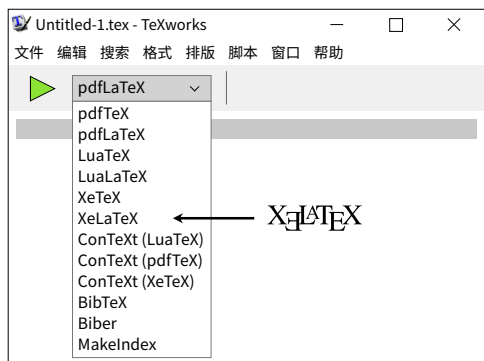 Untitled-1.tex - TeXworks
文件 编辑 搜索 格式 排版 脚本 窗口 帮助
pdfLaTeX
pdfTeX
pdfLaTeX
LuaTeX
LuaLaTeX
XeTeX
XeLaTeX
XƎLATEX
ConTeXt (LuaTeX)
ConTeXt (pdfTeX)
ConTeXt (XeTeX)
BibTeX
Biber
MakeIndex